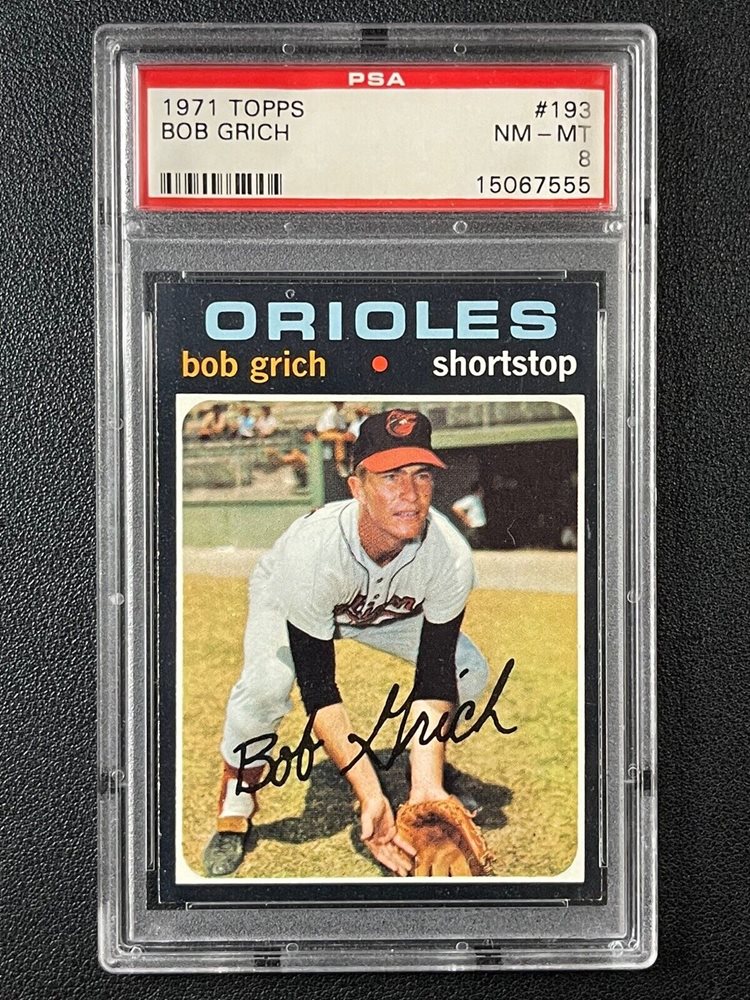 PSA
1971 TOPPS #193
BOB GRICH NM - MT
8
15067555
ORIOLES
bob grich • shortstop
Bob Grich